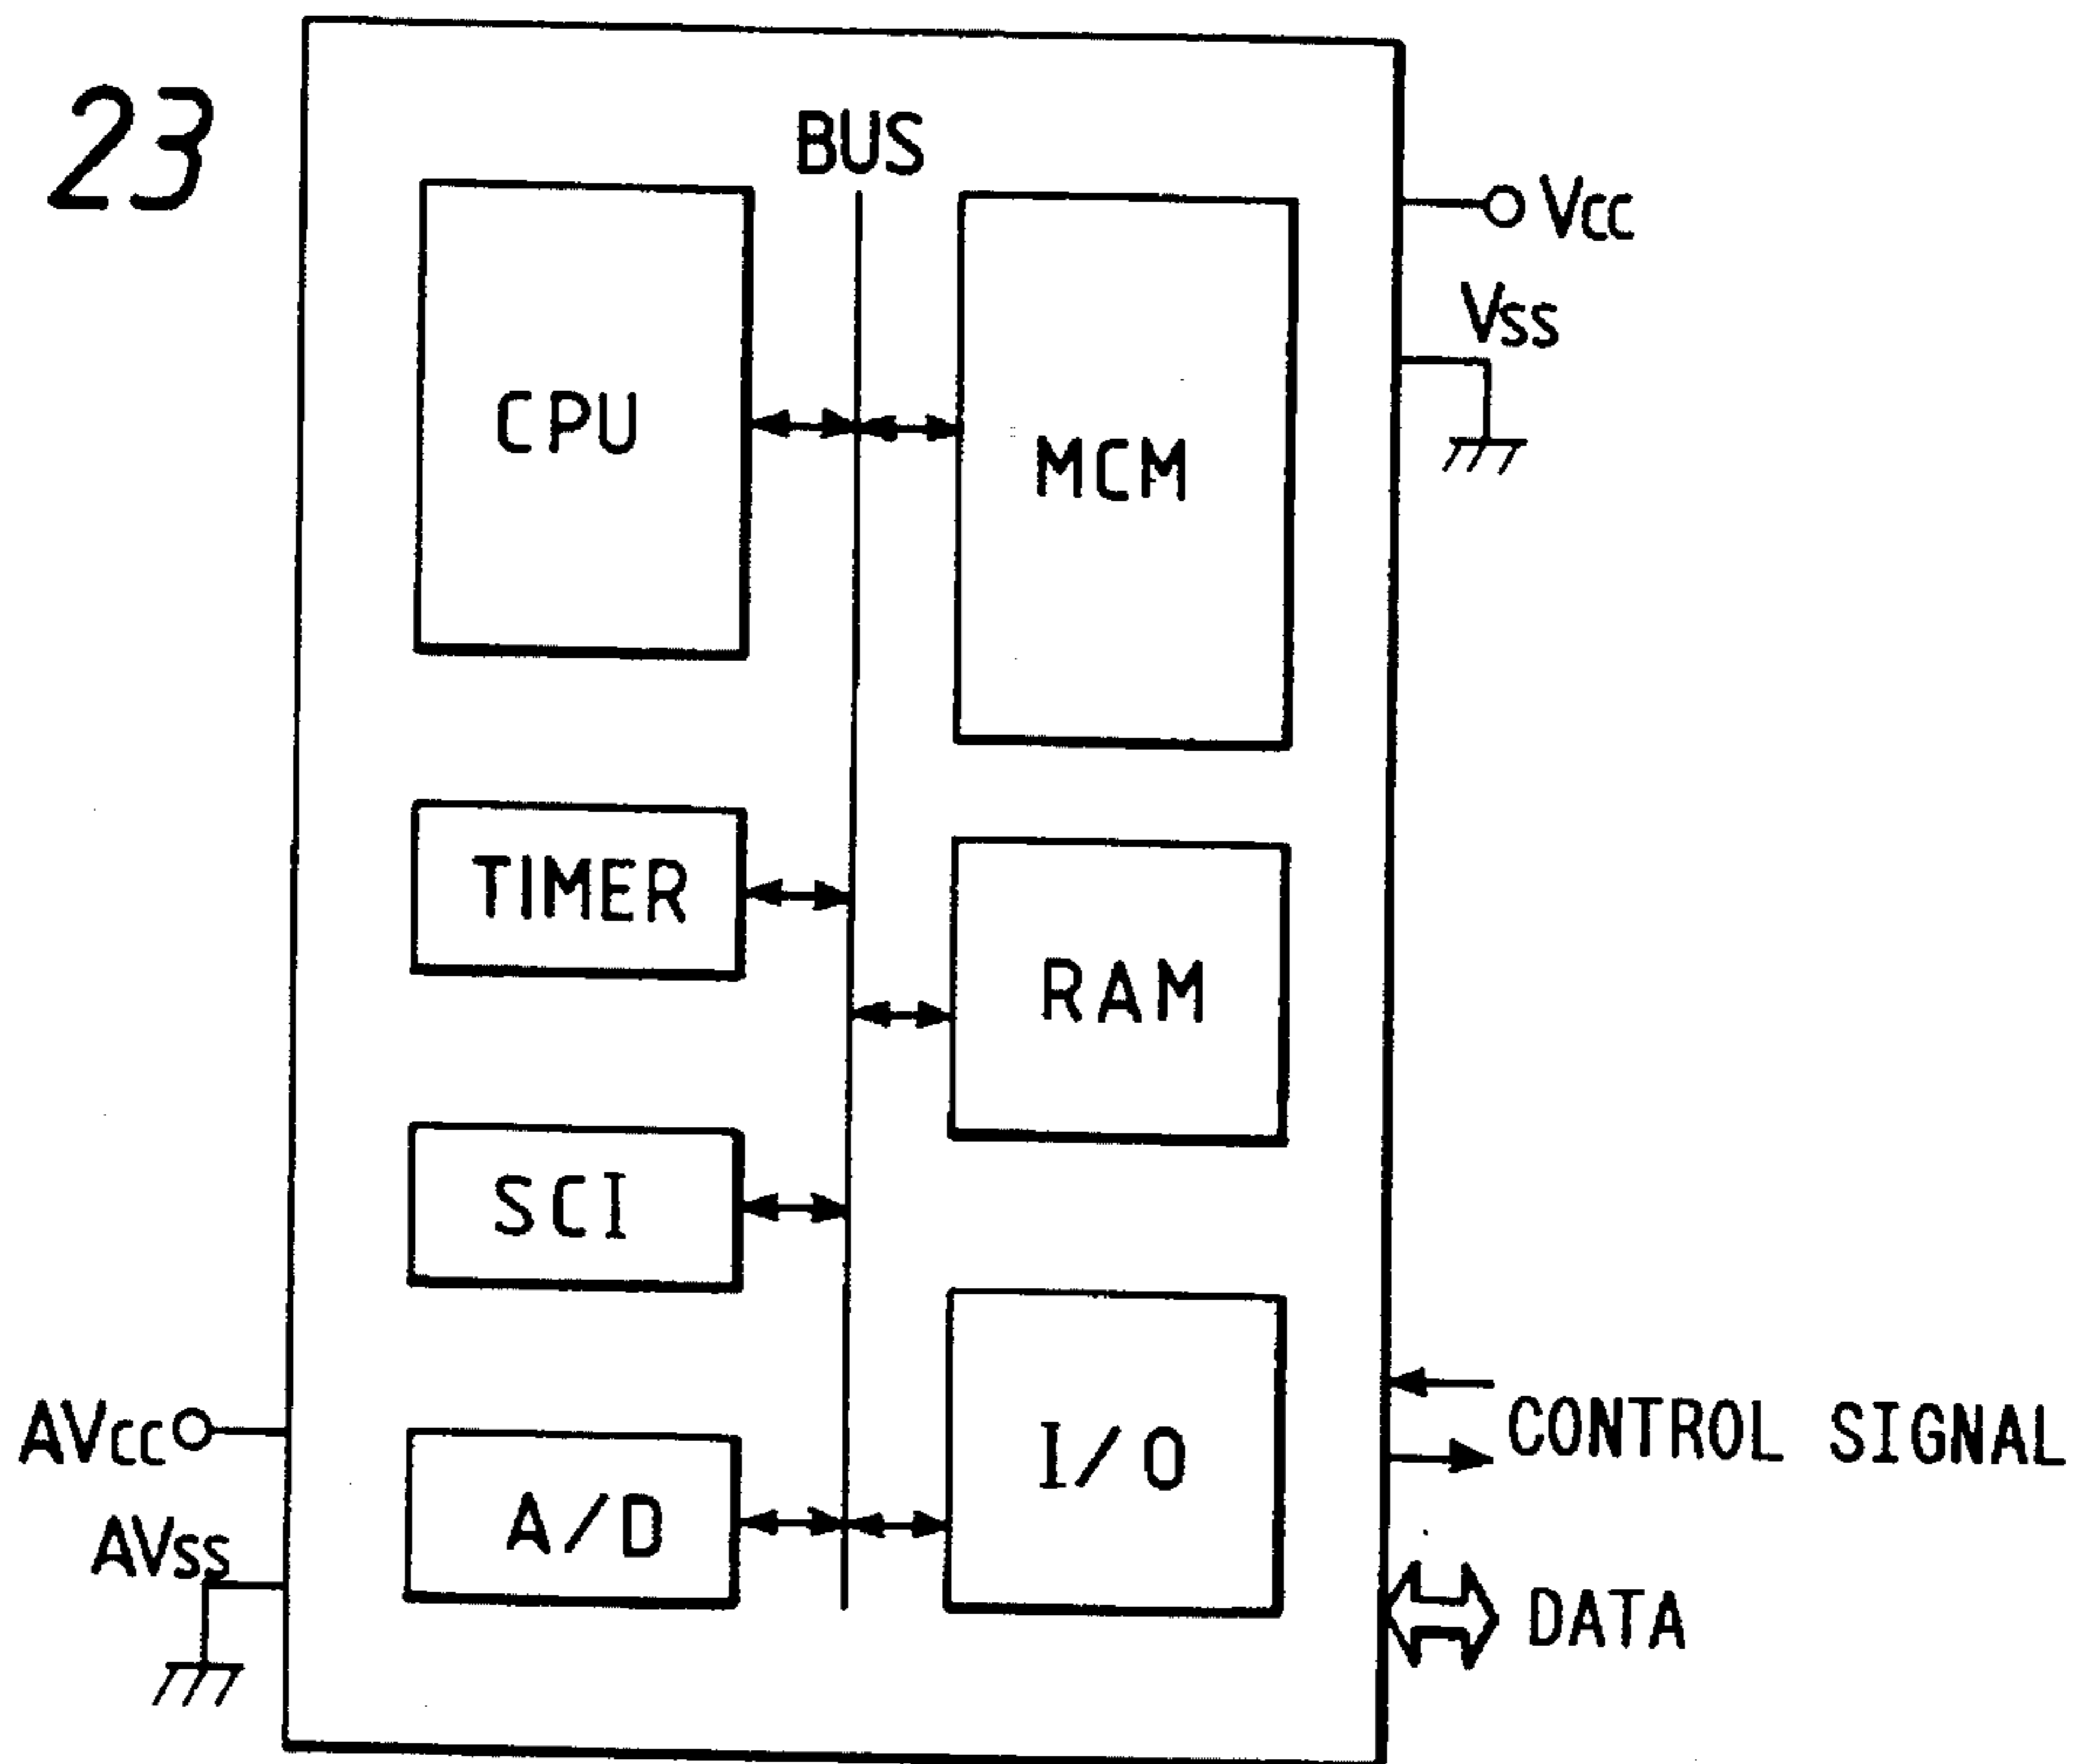 23
BUS
CPU
MCM
Vcc
Vss
TIMER
RAM
SCI
I/O
A/D
AVcc
AVss
CONTROL SIGNAL
DATA